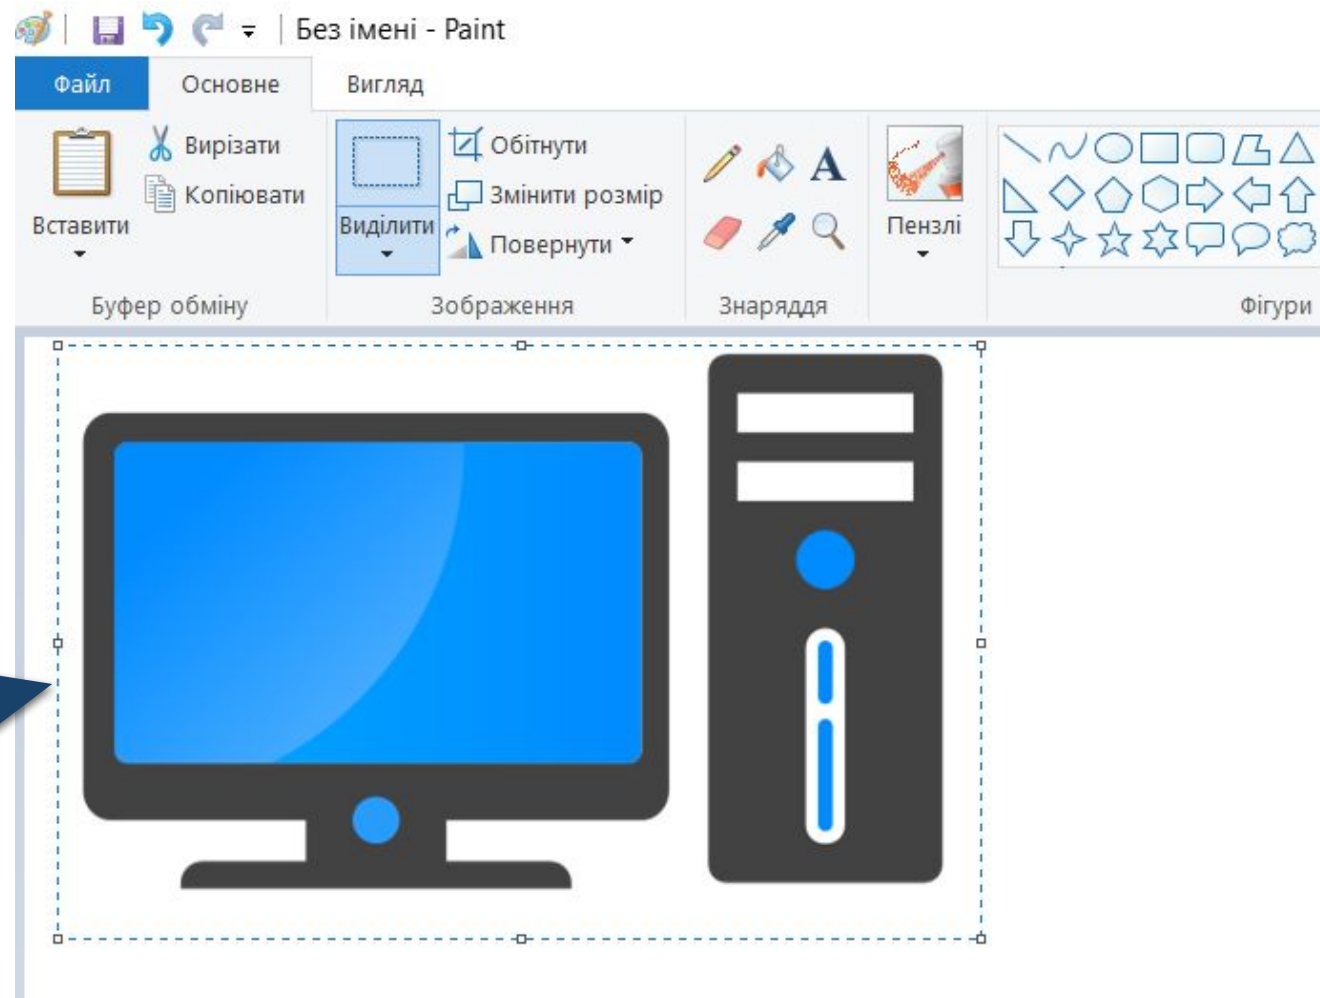 Без імені - Paint
Файл Основне Вигляд
Вставити
Вирізати
Копіювати
Буфер обміну
Виділити
Обітнути
Змінити розмір
Повернути
Зображення
A
Знаряддя
Пензлі
Фігури